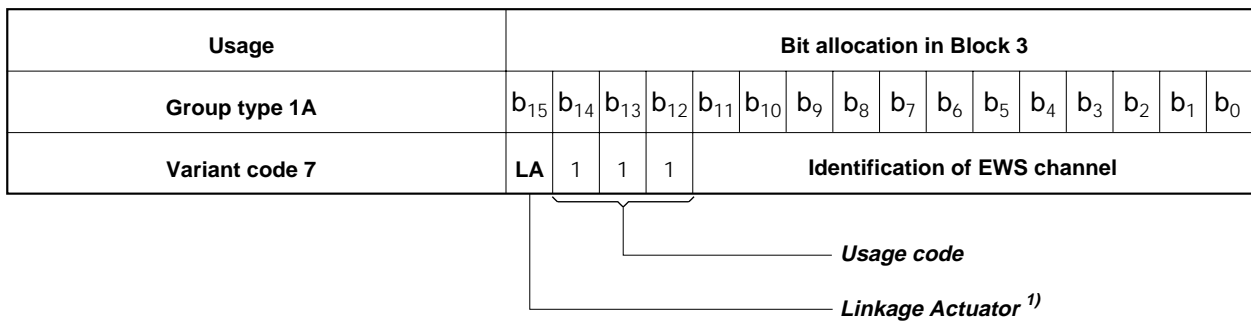 Usage Bit allocation in Block 3
Group type 1A b15 b14 b13 b12 b11 b10 b9 b8 b7 b6 b5 b4 b3 b2 b1 b0
Variant code 7 LA 1 1 1 Identification of EWS channel
Usage code
Linkage Actuator 1)